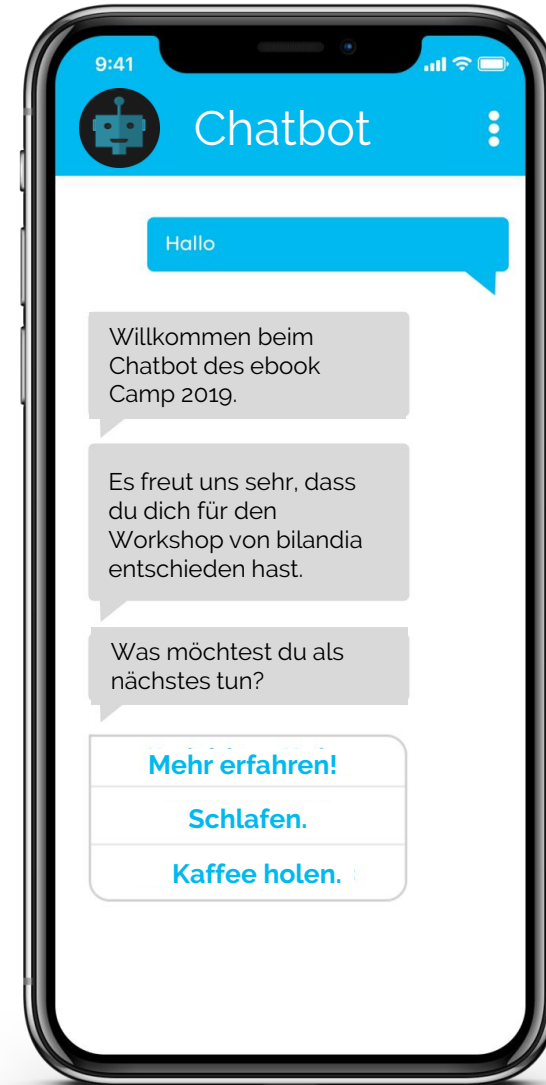 9:41
Chatbot
Hallo
Willkommen beim
Chatbot des ebook
Camp 2019.
Es freut uns sehr, dass
du dich für den
Workshop von bilandia
entschieden hast.
Was möchtest du als
nächstes tun?
Mehr erfahren!
Schlafen.
Kaffee holen.